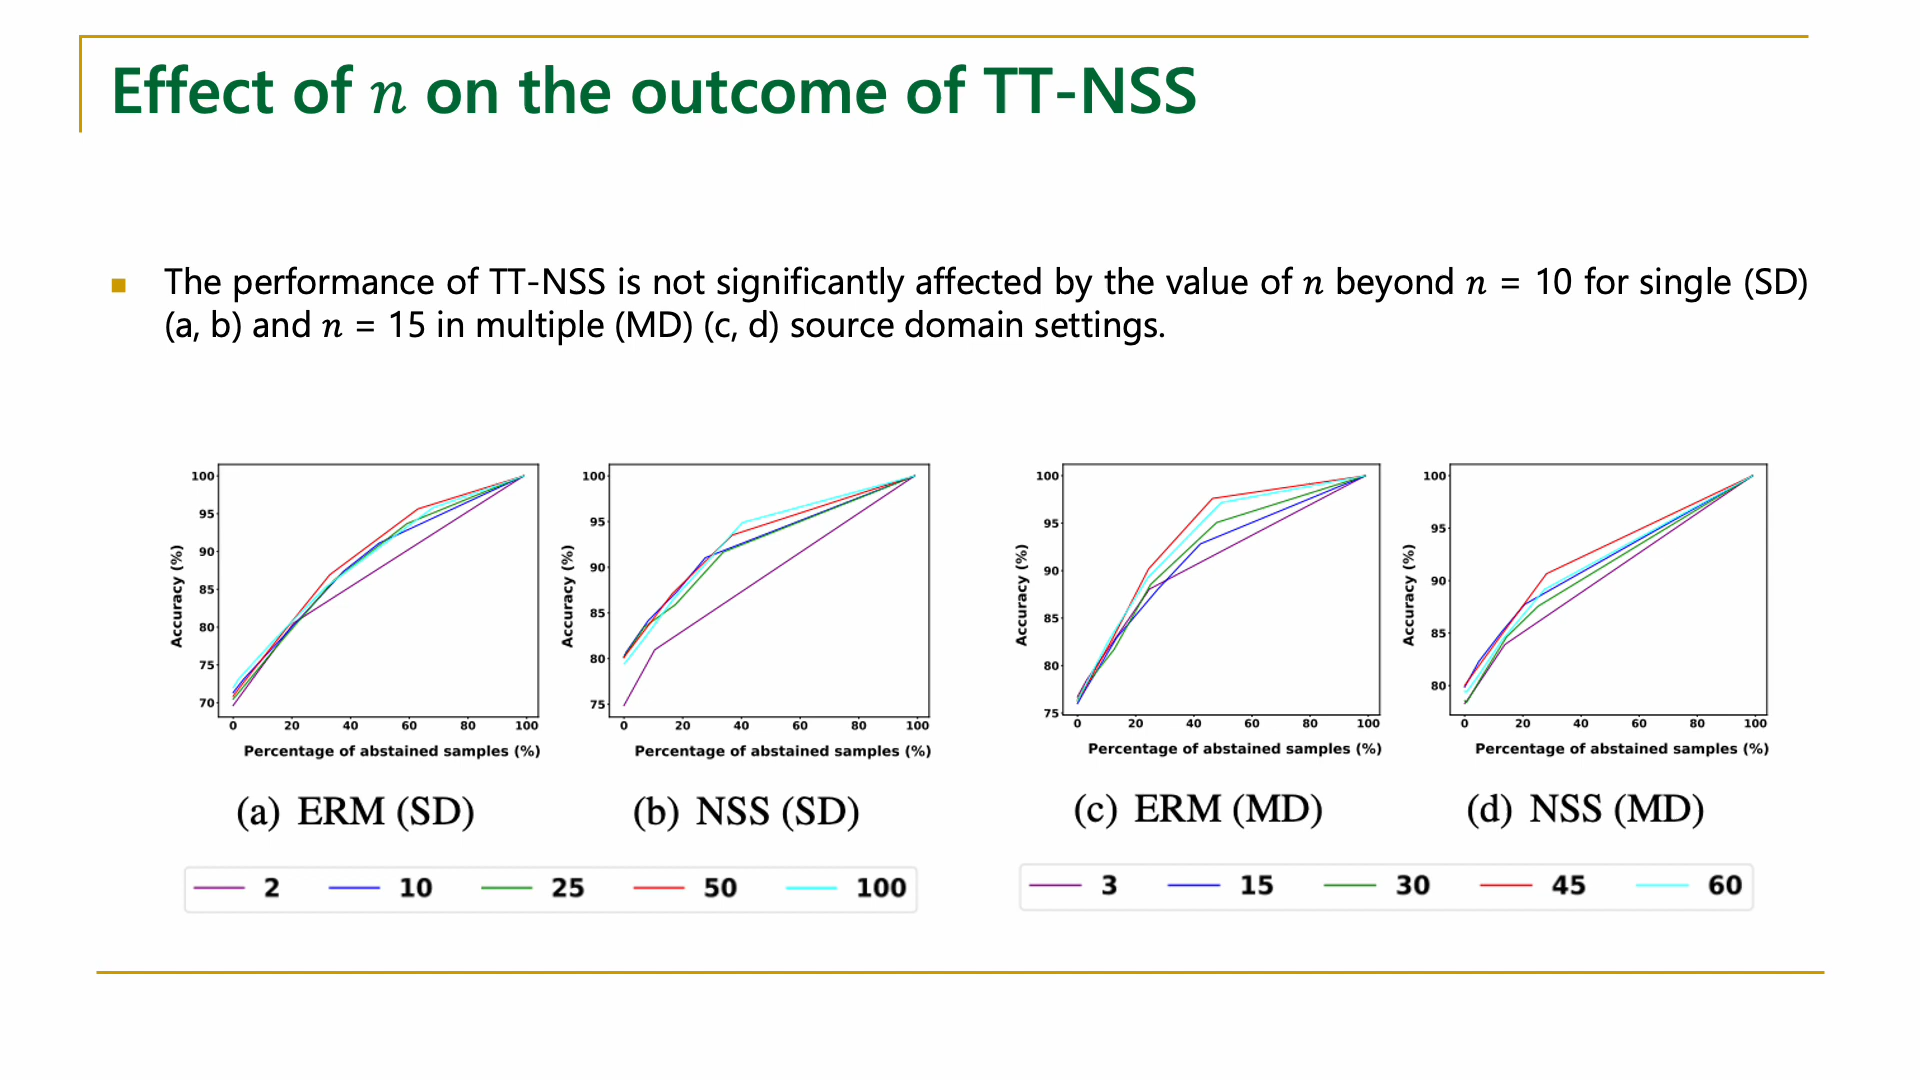 Effect of n on the outcome of TT-NSS
■ The performance of TT-NSS is not significantly affected by the value of n beyond n = 10 for single (SD)
(a, b) and n = 15 in multiple (MD) (c, d) source domain settings.
100
95
90
85
80
75
70
Accuracy (%)
0 20 40 60 80 100
Percentage of abstained samples (%)
(a) ERM (SD)
100
95
90
85
80
75
Accuracy (%)
0 20 40 60 80 100
Percentage of abstained samples (%)
(b) NSS (SD)
2 10 25 50 100
100
95
90
85
80
75
Accuracy (%)
0 20 40 60 80 100
Percentage of abstained samples (%)
(c) ERM (MD)
100
95
90
85
80
Accuracy (%)
0 20 40 60 80 100
Percentage of abstained samples (%)
(d) NSS (MD)
3 15 30 45 60